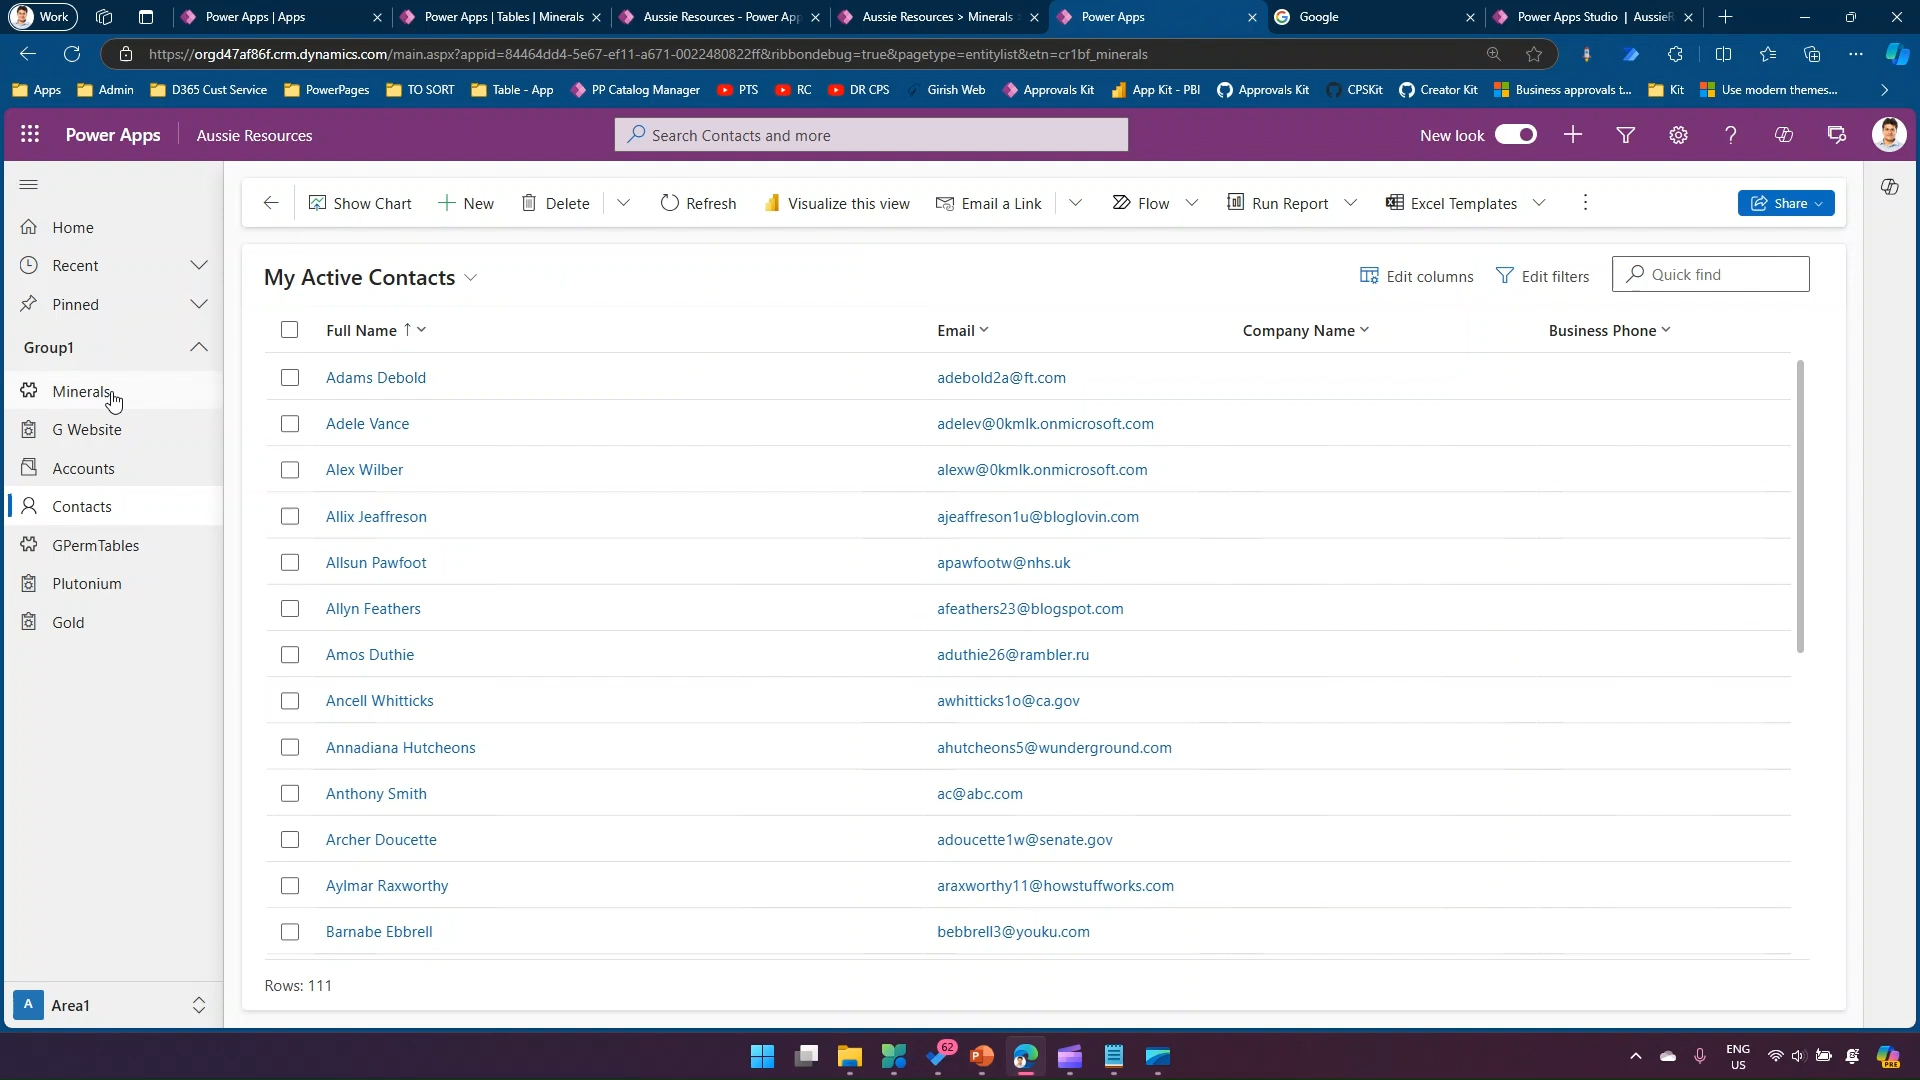 Work
Power Apps | Apps
Power Apps | Tables | Minerals
Aussie Resources - Power App
Aussie Resources > Minerals
Power Apps
Google
Power Apps Studio | AussieR
https://orgd47af86f.crm.dynamics.com/main.aspx?appid=84464dd4-5e67-ef11-a671-0022480822ff&ribbondebug=true&pagetype=entitylist&etn=cr1bf_minerals
Apps
Admin
D365 Cust Service
PowerPages
TO SORT
Table - App
PP Catalog Manager
PTS
RC
DR CPS
Girish Web
Approvals Kit
App Kit - PBI
Approvals Kit
CPSKit
Creator Kit
Business approvals t...
Kit
Use modern themes...
Power Apps
Aussie Resources
Search Contacts and more
New look
Show Chart
New
Delete
Refresh
Visualize this view
Email a Link
Flow
Run Report
Excel Templates
Share
Home
Recent
Pinned
Group1
Minerals
G Website
Accounts
Contacts
GPermTables
Plutonium
Gold
A Area1
My Active Contacts
Edit columns
Edit filters
Quick find
Full Name ↑ Email Company Name Business Phone
Adams Debold adebold2a@ft.com
Adele Vance adelev@0kmlk.onmicrosoft.com
Alex Wilber alexw@0kmlk.onmicrosoft.com
Allix Jeaffreson ajeaffreson1u@bloglovin.com
Allsun Pawfoot apawfootw@nhs.uk
Allyn Feathers afeathers23@blogspot.com
Amos Duthie aduthie26@rambler.ru
Ancell Whitticks awhitticks1o@ca.gov
Annadiana Hutcheons ahutcheons5@wunderground.com
Anthony Smith ac@abc.com
Archer Doucette adoucette1w@senate.gov
Aylmar Raxworthy araxworthy11@howstuffworks.com
Barnabe Ebbrell bebbrell3@youku.com
Rows: 111
62
ENG
US
PRE